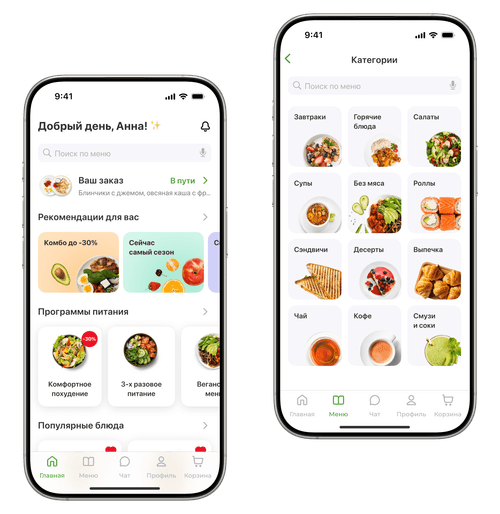 9:41
Добрый день, Анна! ✨
Поиск по меню
Ваш заказ
В пути
Блинчики с джемом, овсяная каша с фр...
Рекомендации для вас
Комбо до -30%
Сейчас
самый сезон
Программы питания
-30%
Комфортное
похудение
3-х разовое
питание
Популярные блюда
Главная
Меню
Чат
Профиль
Корзина
9:41
Категории
Поиск по меню
Завтраки
Горячие
блюда
Салаты
Супы
Без мяса
Роллы
Сэндвичи
Десерты
Выпечка
Чай
Кофе
Смузи
и соки
Главная
Меню
Чат
Профиль
Корзина